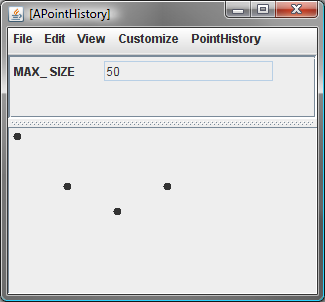 [APointHistory]
File Edit View Customize PointHistory
MAX_ SIZE 50